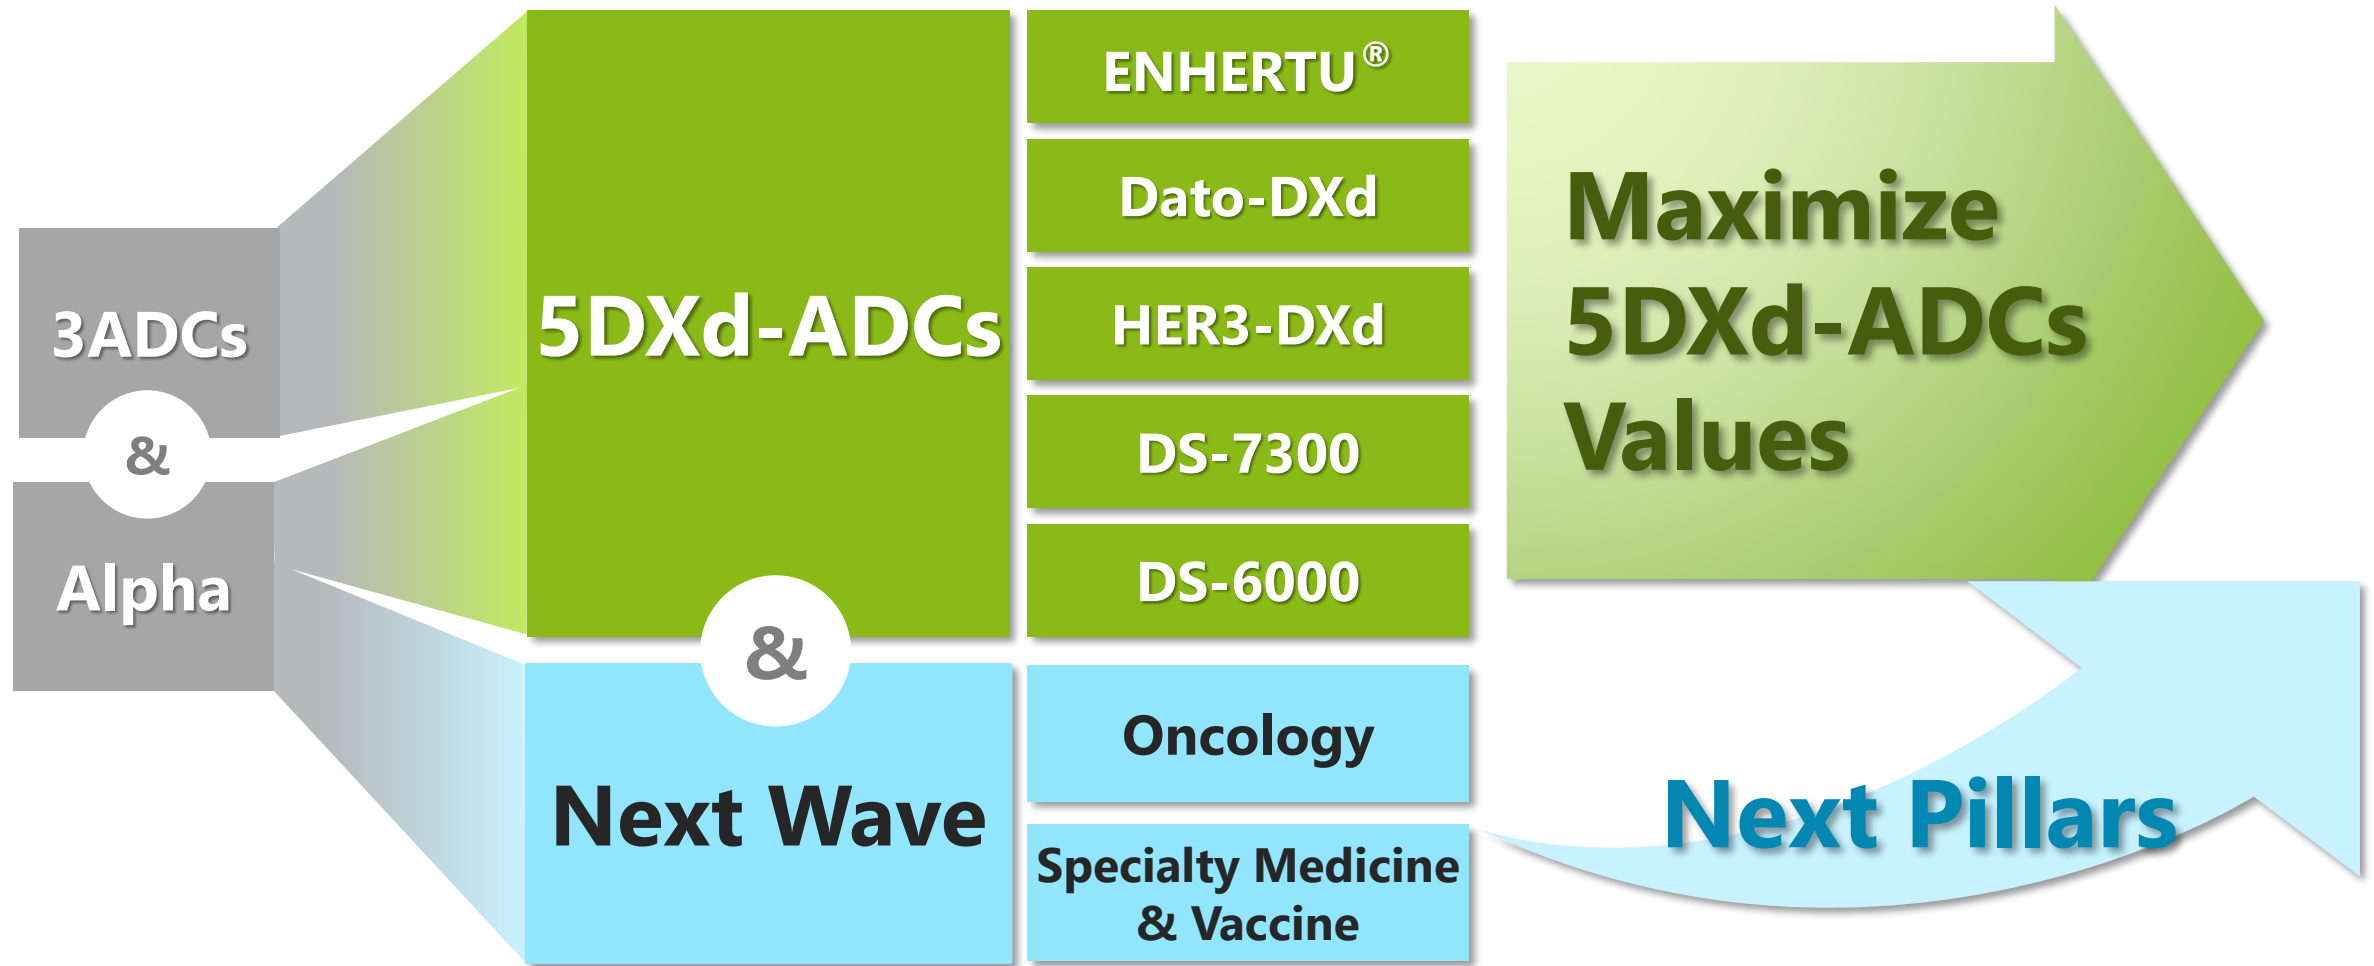 3ADCs
&
Alpha
5DXd-ADCs
&
Next Wave
ENHERTU®
Dato-DXd
HER3-DXd
DS-7300
DS-6000
Oncology
Specialty Medicine
& Vaccine
Maximize
5DXd-ADCs
Values
Next Pillars